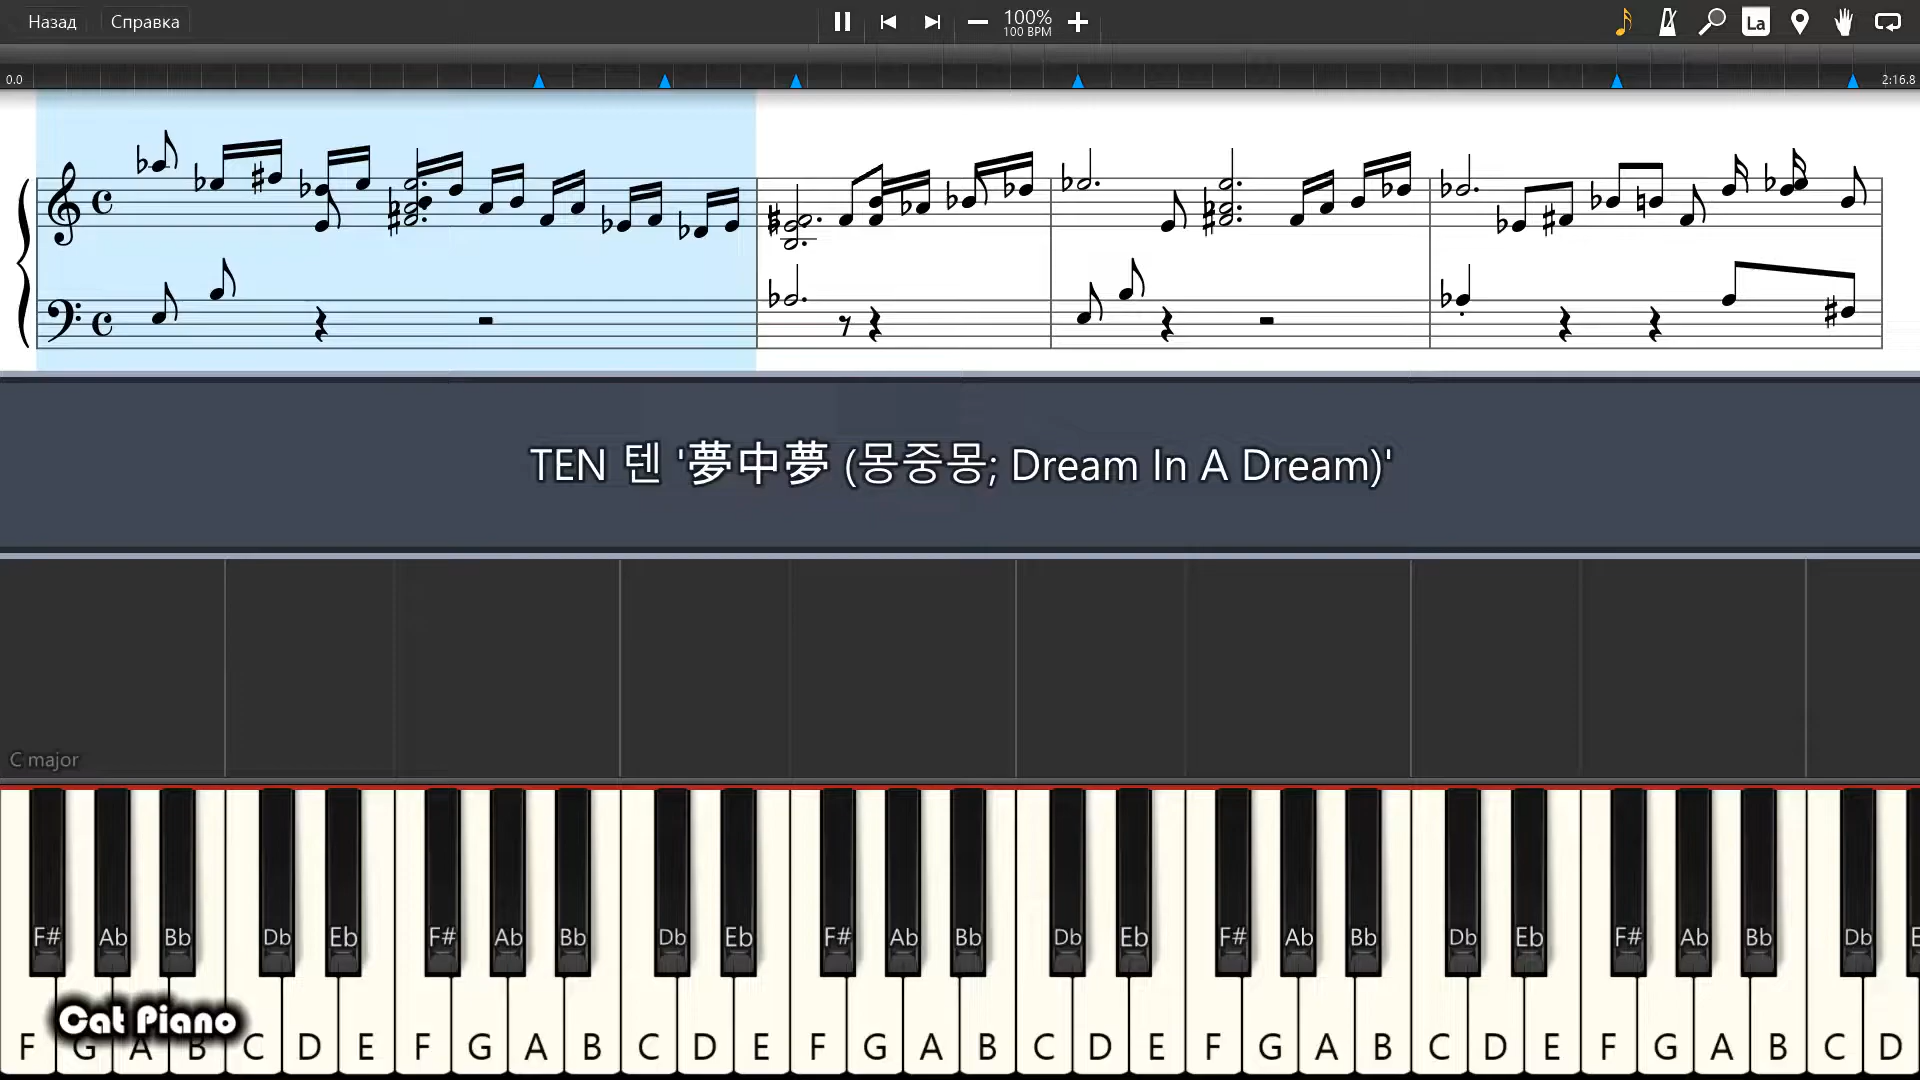 Назад Справка 100% La
100 BPM
0.0 2:16.8
TEN 텐 '夢中夢 (몽중몽; Dream In A Dream)'
C major
F# Ab Bb Db Eb F# Ab Bb Db Eb F# Ab Bb Db Eb F# Ab Bb Db Eb F# Ab Bb Db
Cat Piano
F G A B C D E F G A B C D E F G A B C D E F G A B C D E F G A B C D